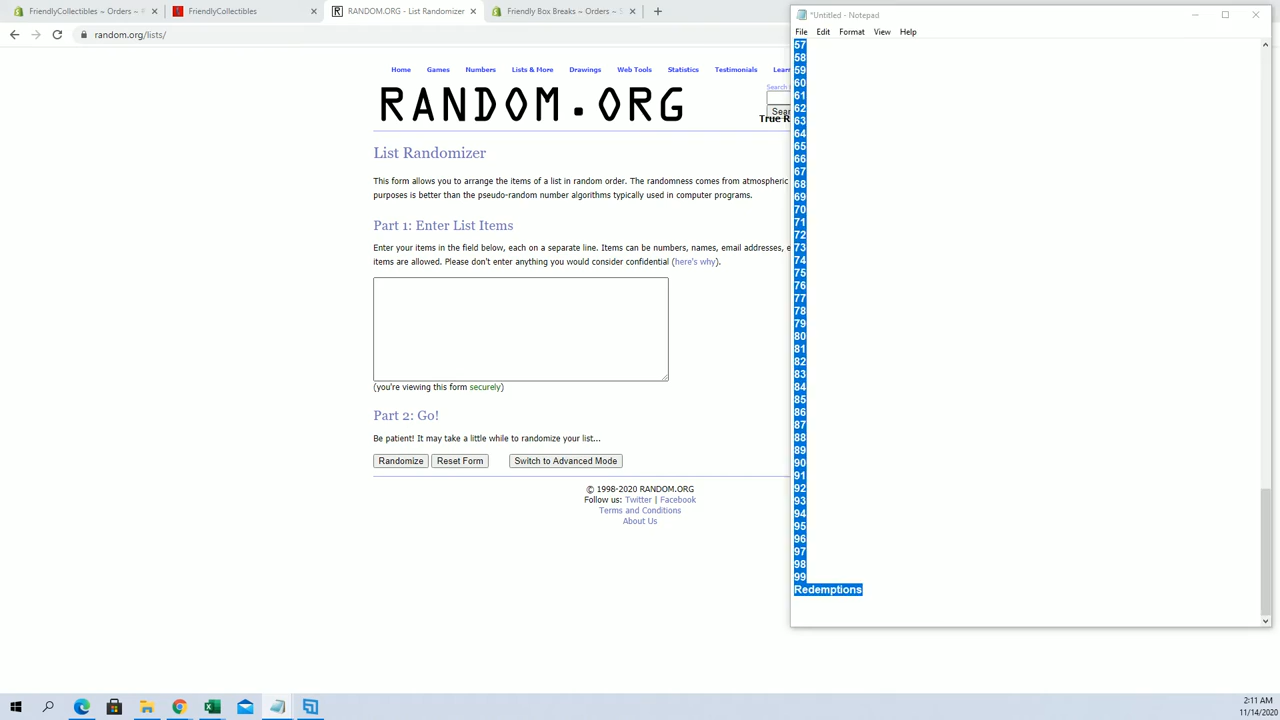 FriendlyCollectibles ~ Orders ~
FriendlyCollectibles
RANDOM.ORG - List Randomizer
Friendly Box Breaks ~ Orders ~ S
random.org/lists/
Home Games Numbers Lists & More Drawings Web Tools Statistics Testimonials Lear
Search
RANDOM.ORG
Sear
True R
List Randomizer
This form allows you to arrange the items of a list in random order. The randomness comes from atmospheric
purposes is better than the pseudo-random number algorithms typically used in computer programs.
Part 1: Enter List Items
Enter your items in the field below, each on a separate line. Items can be numbers, names, email addresses, e
items are allowed. Please don't enter anything you would consider confidential (here's why).
(you're viewing this form securely)
Part 2: Go!
Be patient! It may take a little while to randomize your list...
Randomize Reset Form Switch to Advanced Mode
© 1998-2020 RANDOM.ORG
Follow us: Twitter | Facebook
Terms and Conditions
About Us
*Untitled - Notepad
File Edit Format View Help
57
58
59
60
61
62
63
64
65
66
67
68
69
70
71
72
73
74
75
76
77
78
79
80
81
82
83
84
85
86
87
88
89
90
91
92
93
94
95
96
97
98
99
Redemptions
2:11 AM
11/14/2020